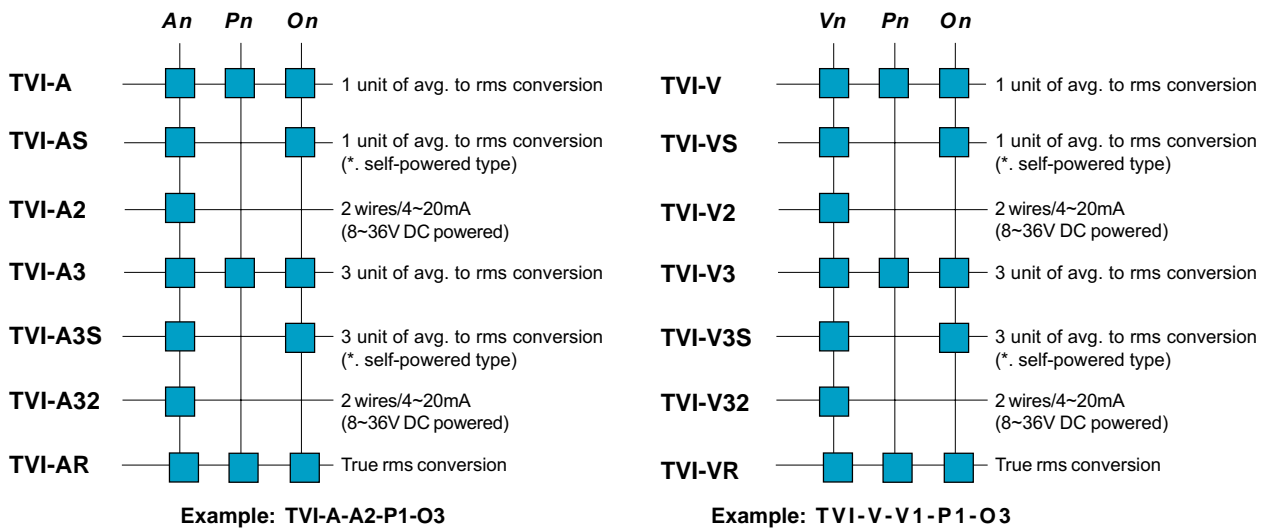 An Pn On
TVI-A 1 unit of avg. to rms conversion
TVI-AS 1 unit of avg. to rms conversion
(*. self-powered type)
TVI-A2 2 wires/4~20mA
(8~36V DC powered)
TVI-A3 3 unit of avg. to rms conversion
TVI-A3S 3 unit of avg. to rms conversion
(*. self-powered type)
TVI-A32 2 wires/4~20mA
(8~36V DC powered)
TVI-AR True rms conversion
Example: TVI-A-A2-P1-O3
Vn Pn On
TVI-V 1 unit of avg. to rms conversion
TVI-VS 1 unit of avg. to rms conversion
(*. self-powered type)
TVI-V2 2 wires/4~20mA
(8~36V DC powered)
TVI-V3 3 unit of avg. to rms conversion
TVI-V3S 3 unit of avg. to rms conversion
(*. self-powered type)
TVI-V32 2 wires/4~20mA
(8~36V DC powered)
TVI-VR True rms conversion
Example: TVI-V-V1-P1-O3